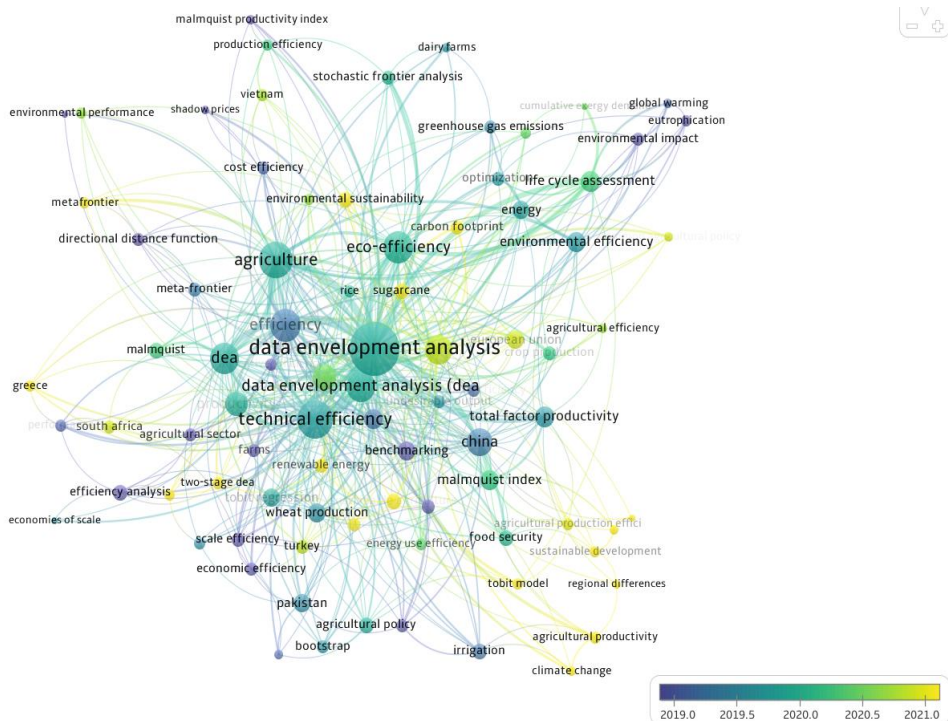 malmquist productivity index
production efficiency
dairy farms
stochastic frontier analysis
vietnam
environmental performance
shadow prices
global warming
eutrophication
greenhouse gas emissions
environmental impact
cost efficiency
optimization
life cycle assessment
metafrontier
environmental sustainability
energy
carbon footprint
directional distance function
eco-efficiency
environmental efficiency
agriculture
meta-frontier
rice
sugarcane
efficiency
agricultural efficiency
european union
malmquist
dea
data envelopment analysis
crop production
greece
data envelopment analysis (dea
technical efficiency
total factor productivity
south africa
agricultural sector
china
farms
benchmarking
renewable energy
malmquist index
efficiency analysis
two-stage dea
tobit regression
wheat production
economies of scale
agricultural production effici
scale efficiency
turkey
energy use efficiency
food security
sustainable development
economic efficiency
tobit model
regional differences
pakistan
agricultural policy
agricultural productivity
bootstrap
irrigation
climate change
2019.0 2019.5 2020.0 2020.5 2021.0